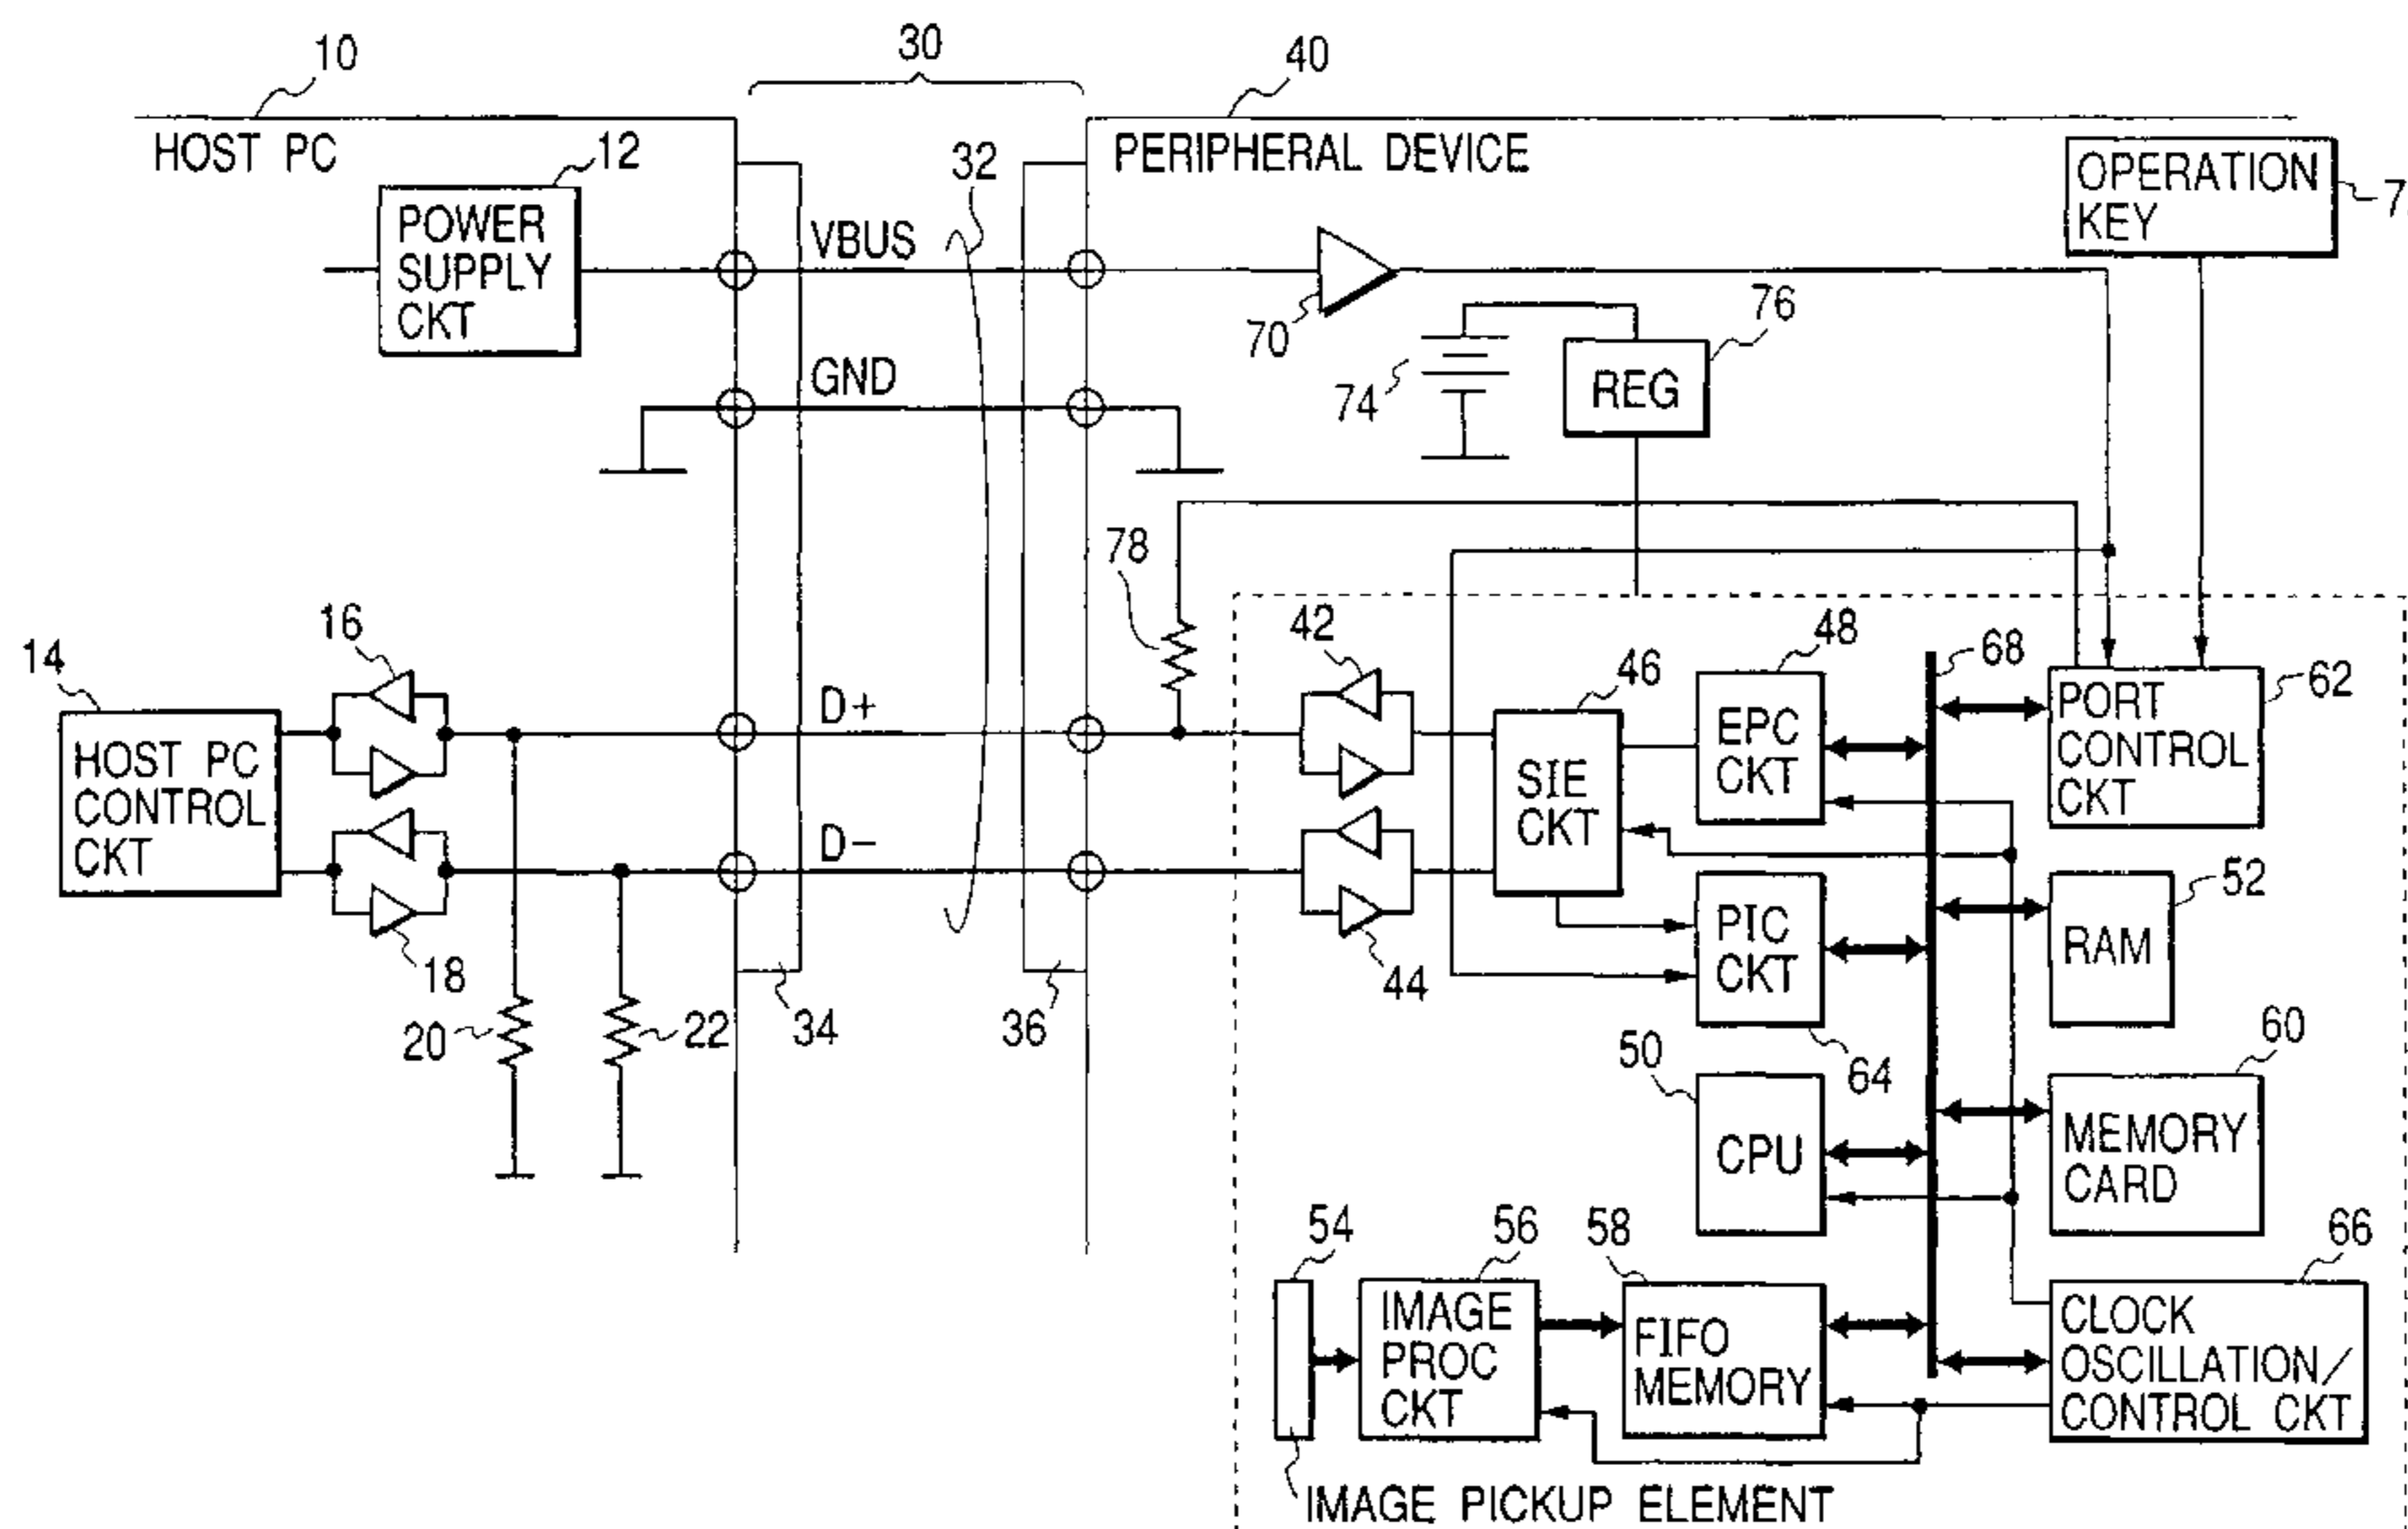 30
10
40
HOST PC
12
32
PERIPHERAL DEVICE
OPERATION
KEY
7
POWER
SUPPLY
CKT
VBUS
70
76
GND
74
REG
78
14
16
42
46
48
68
62
HOST PC
CONTROL
CKT
D+
SIE
CKT
EPC
CKT
PORT
CONTROL
CKT
D-
18
44
PIC
CKT
52
RAM
20
22
34
36
50
64
60
CPU
MEMORY
CARD
54
56
58
66
IMAGE
PROC
CKT
FIFO
MEMORY
CLOCK
OSCILLATION/
CONTROL CKT
IMAGE PICKUP ELEMENT